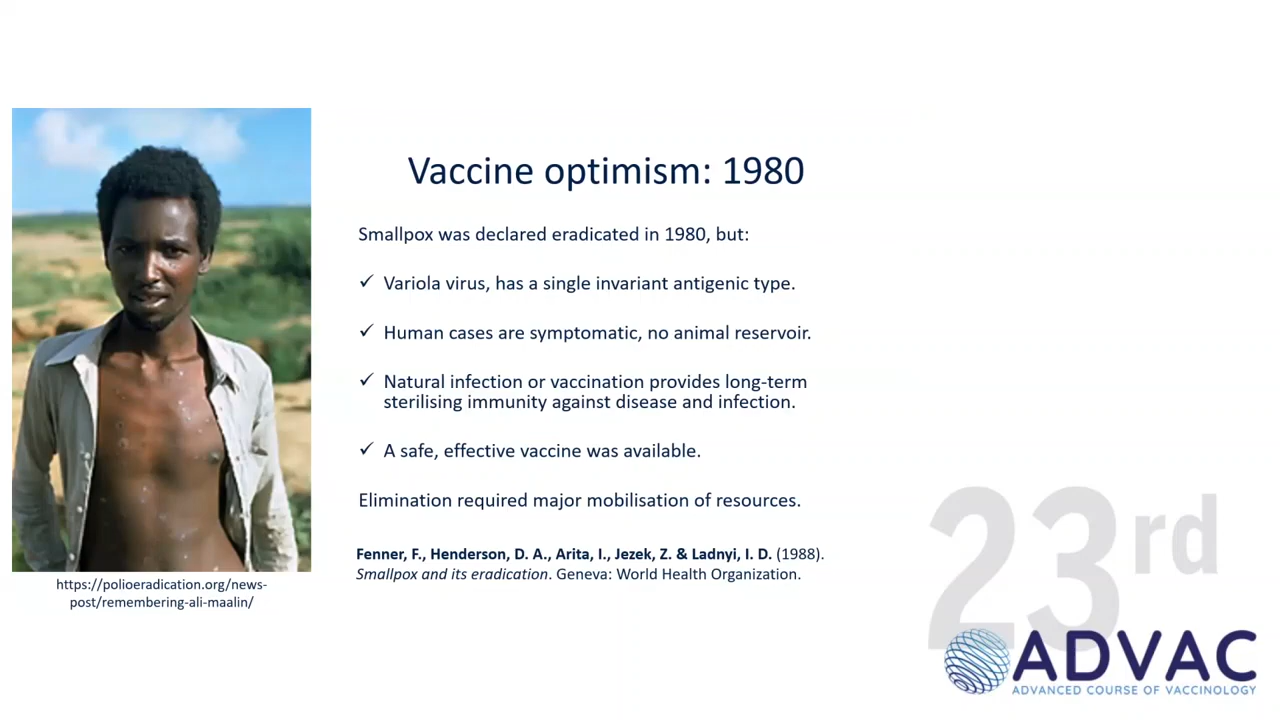 Vaccine optimism: 1980
Smallpox was declared eradicated in 1980, but:
✓ Variola virus, has a single invariant antigenic type.
✓ Human cases are symptomatic, no animal reservoir.
✓ Natural infection or vaccination provides long-term
sterilising immunity against disease and infection.
✓ A safe, effective vaccine was available.
Elimination required major mobilisation of resources.
Fenner, F., Henderson, D. A., Arita, I., Jezek, Z. & Ladnyi, I. D. (1988).
Smallpox and its eradication. Geneva: World Health Organization.
https://polioeradication.org/news-
post/remembering-ali-maalin/
23rd
ADVAC
ADVANCED COURSE OF VACCINOLOGY